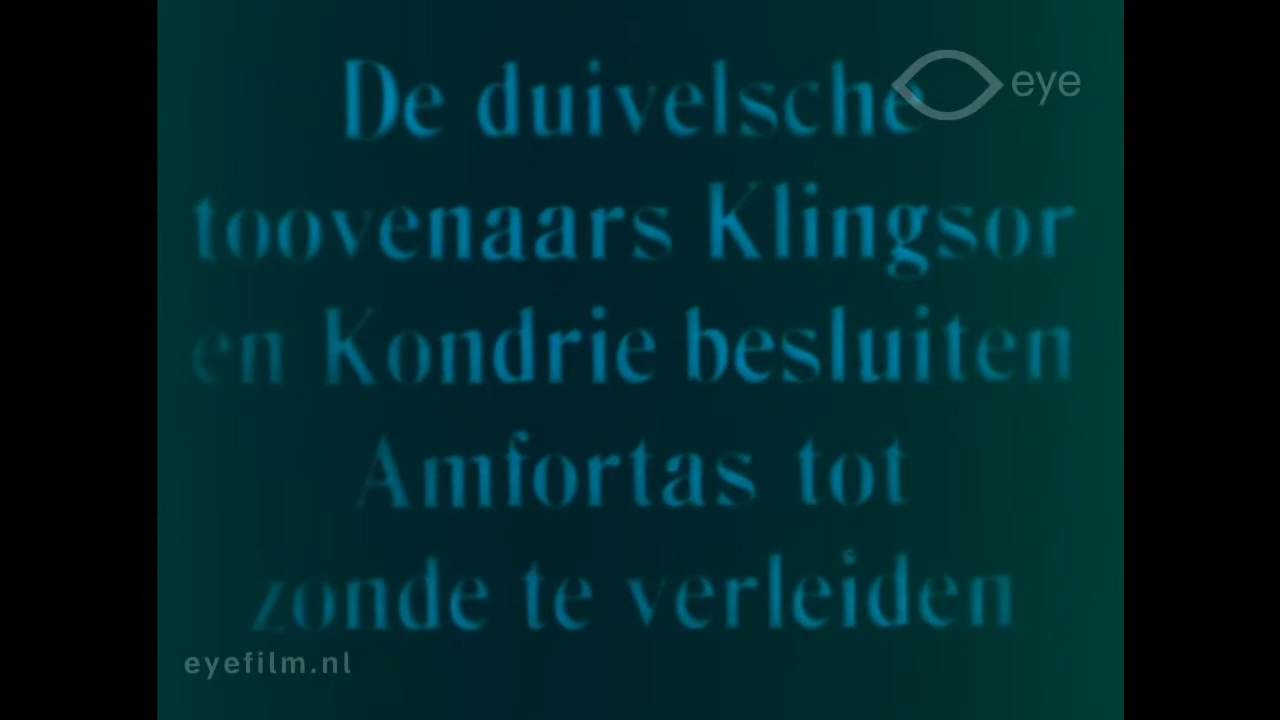 De duivelsche
eye
toovenaars Klingsor
en Kondrie besluiten
Amfortas tot
zonde te verleiden
eyefilm.nl